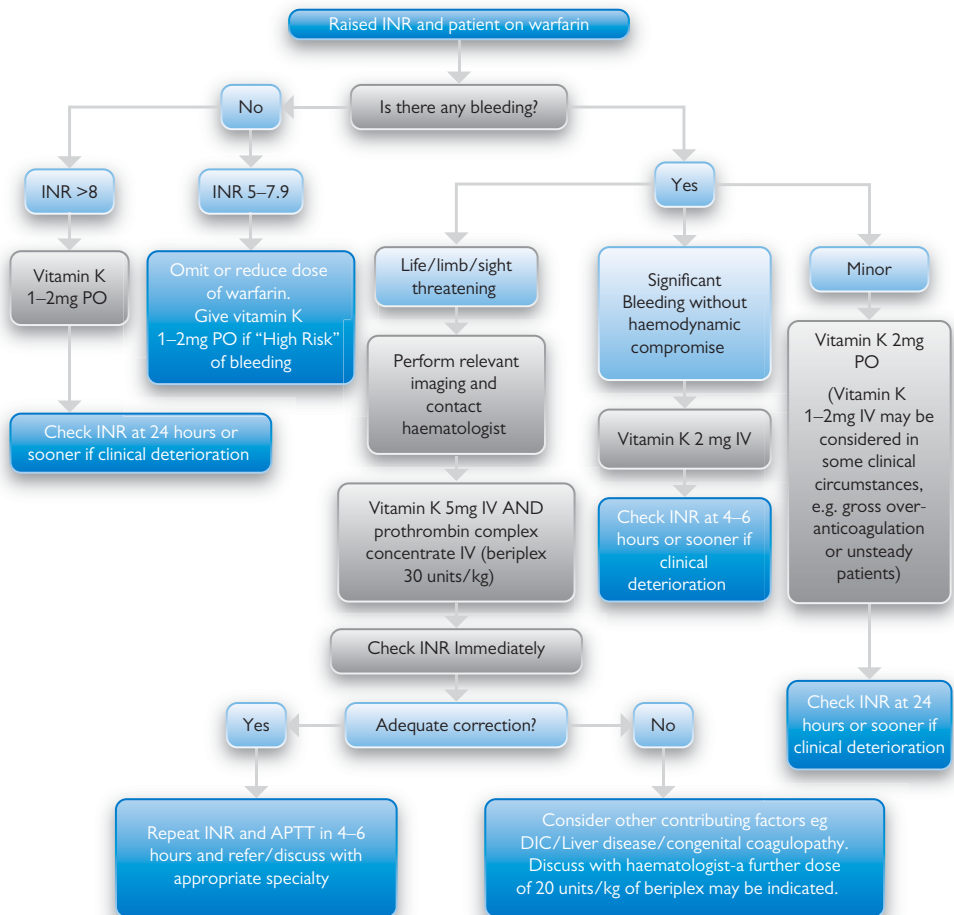 Raised INR and patient on warfarin
Is there any bleeding?
No
INR >8
Vitamin K
1–2mg PO
Check INR at 24 hours or
sooner if clinical deterioration
INR 5–7.9
Omit or reduce dose
of warfarin.
Give vitamin K
1–2mg PO if “High Risk”
of bleeding
Yes
Life/limb/sight
threatening
Perform relevant
imaging and
contact
haematologist
Vitamin K 5mg IV AND
prothrombin complex
concentrate IV (beriplex
30 units/kg)
Check INR Immediately
Adequate correction?
Yes
Repeat INR and APTT in 4–6
hours and refer/discuss with
appropriate specialty
No
Consider other contributing factors eg
DIC/Liver disease/congenital coagulopathy.
Discuss with haematologist-a further dose
of 20 units/kg of beriplex may be indicated.
Significant
Bleeding without
haemodynamic
compromise
Vitamin K 2 mg IV
Check INR at 4–6
hours or sooner if
clinical
deterioration
Minor
Vitamin K 2mg
PO
(Vitamin K
1–2mg IV may be
considered in
some clinical
circumstances,
e.g. gross over-
anticoagulation
or unsteady
patients)
Check INR at 24
hours or sooner if
clinical deterioration